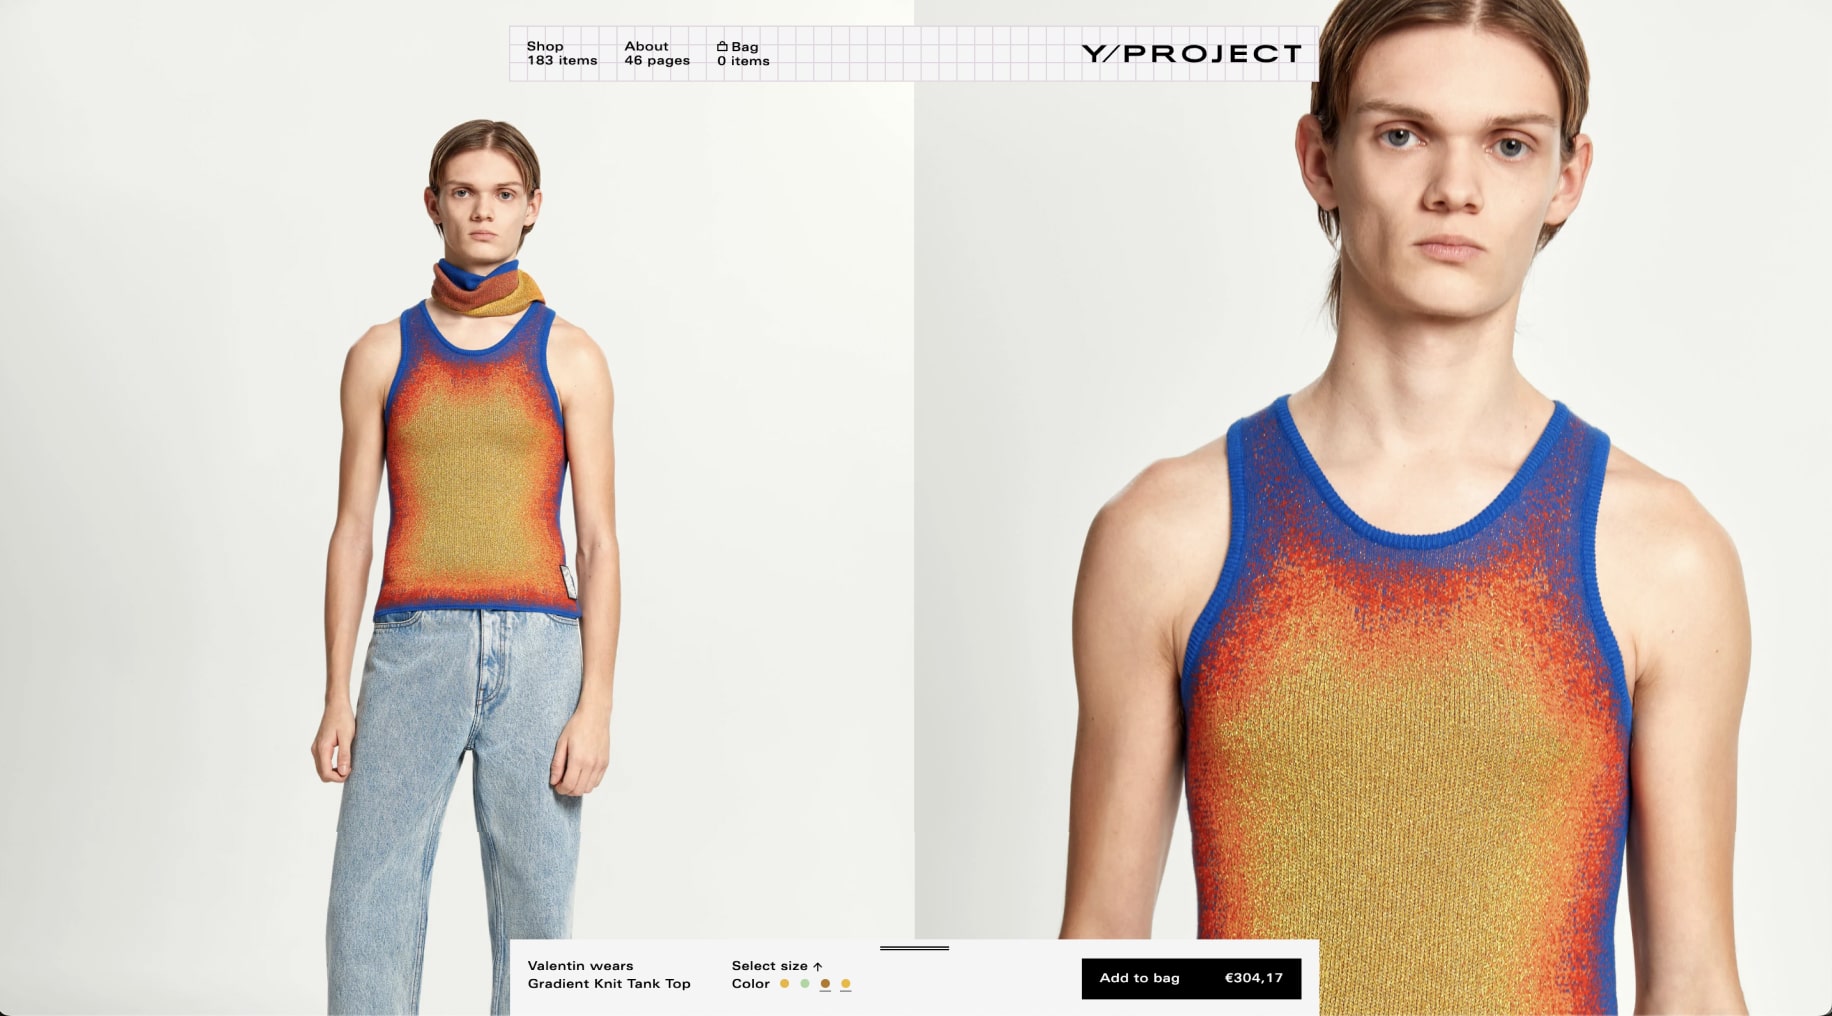 Shop
183 items
About
46 pages
Bag
0 items
Y/PROJECT
Valentin wears
Gradient Knit Tank Top
Select size ↑
Color
Add to bag €304,17